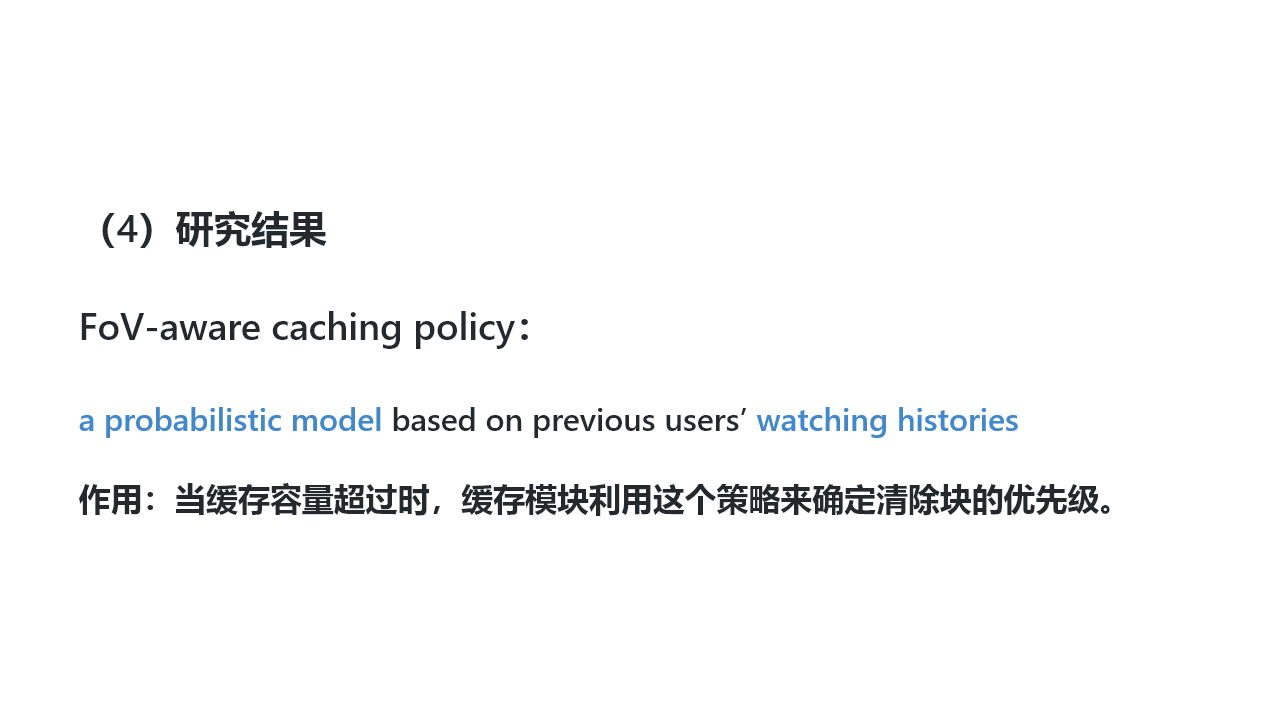 （4）研究结果
FoV-aware caching policy：
a probabilistic model based on previous users’ watching histories
作用：当缓存容量超过时，缓存模块利用这个策略来确定清除块的优先级。